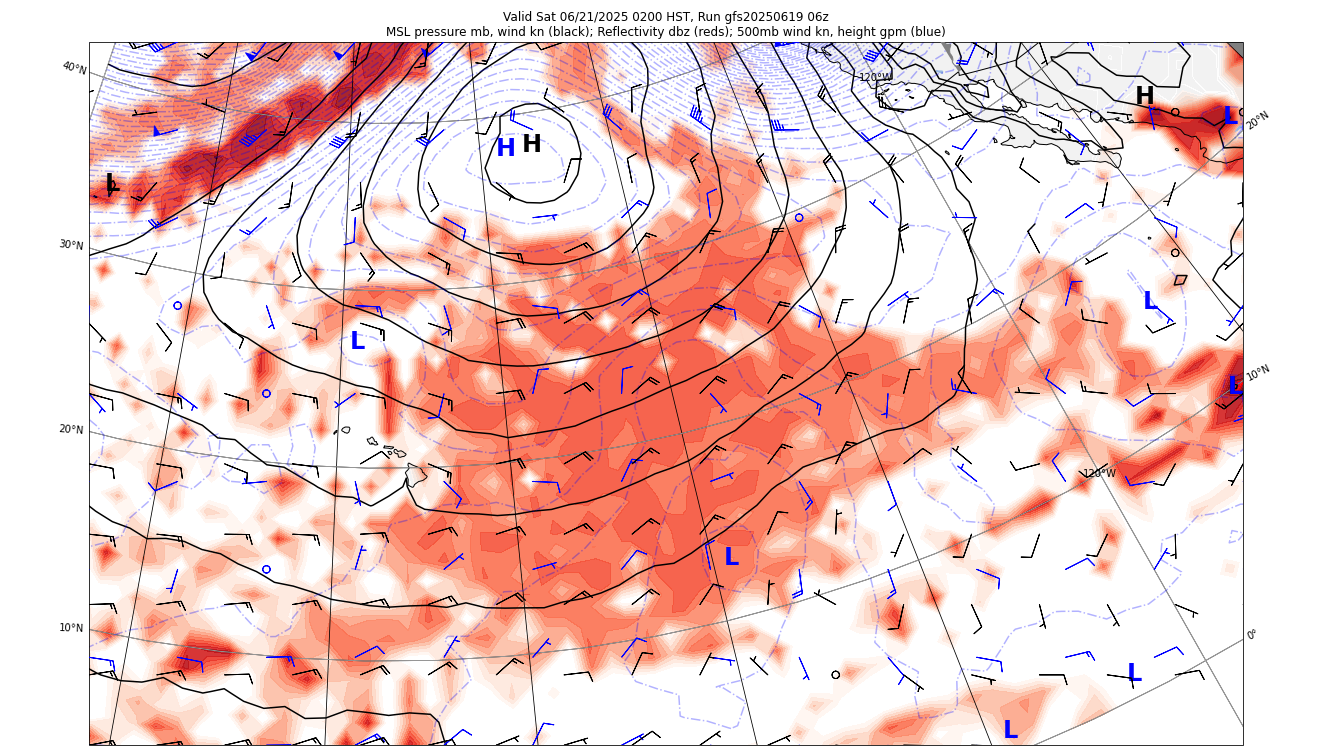 Valid Sat 06/21/2025 0200 HST, Run gfs20250619 06z
MSL pressure mb, wind kn (black); Reflectivity dbz (reds); 500mb wind kn, height gpm (blue)
40°N
120°W
H
L
20°N
H H
L
30°N
L
L
10°N
L
20°N
120°W
L
10°N
0°
L
L